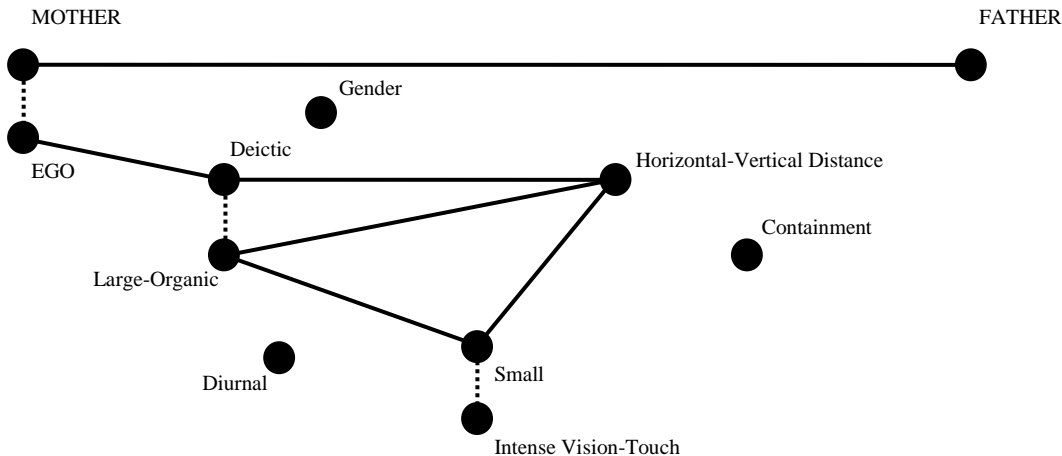 MOTHER
FATHER
Gender
Deictic
Horizontal-Vertical Distance
EGO
Containment
Large-Organic
Diurnal
Small
Intense Vision-Touch